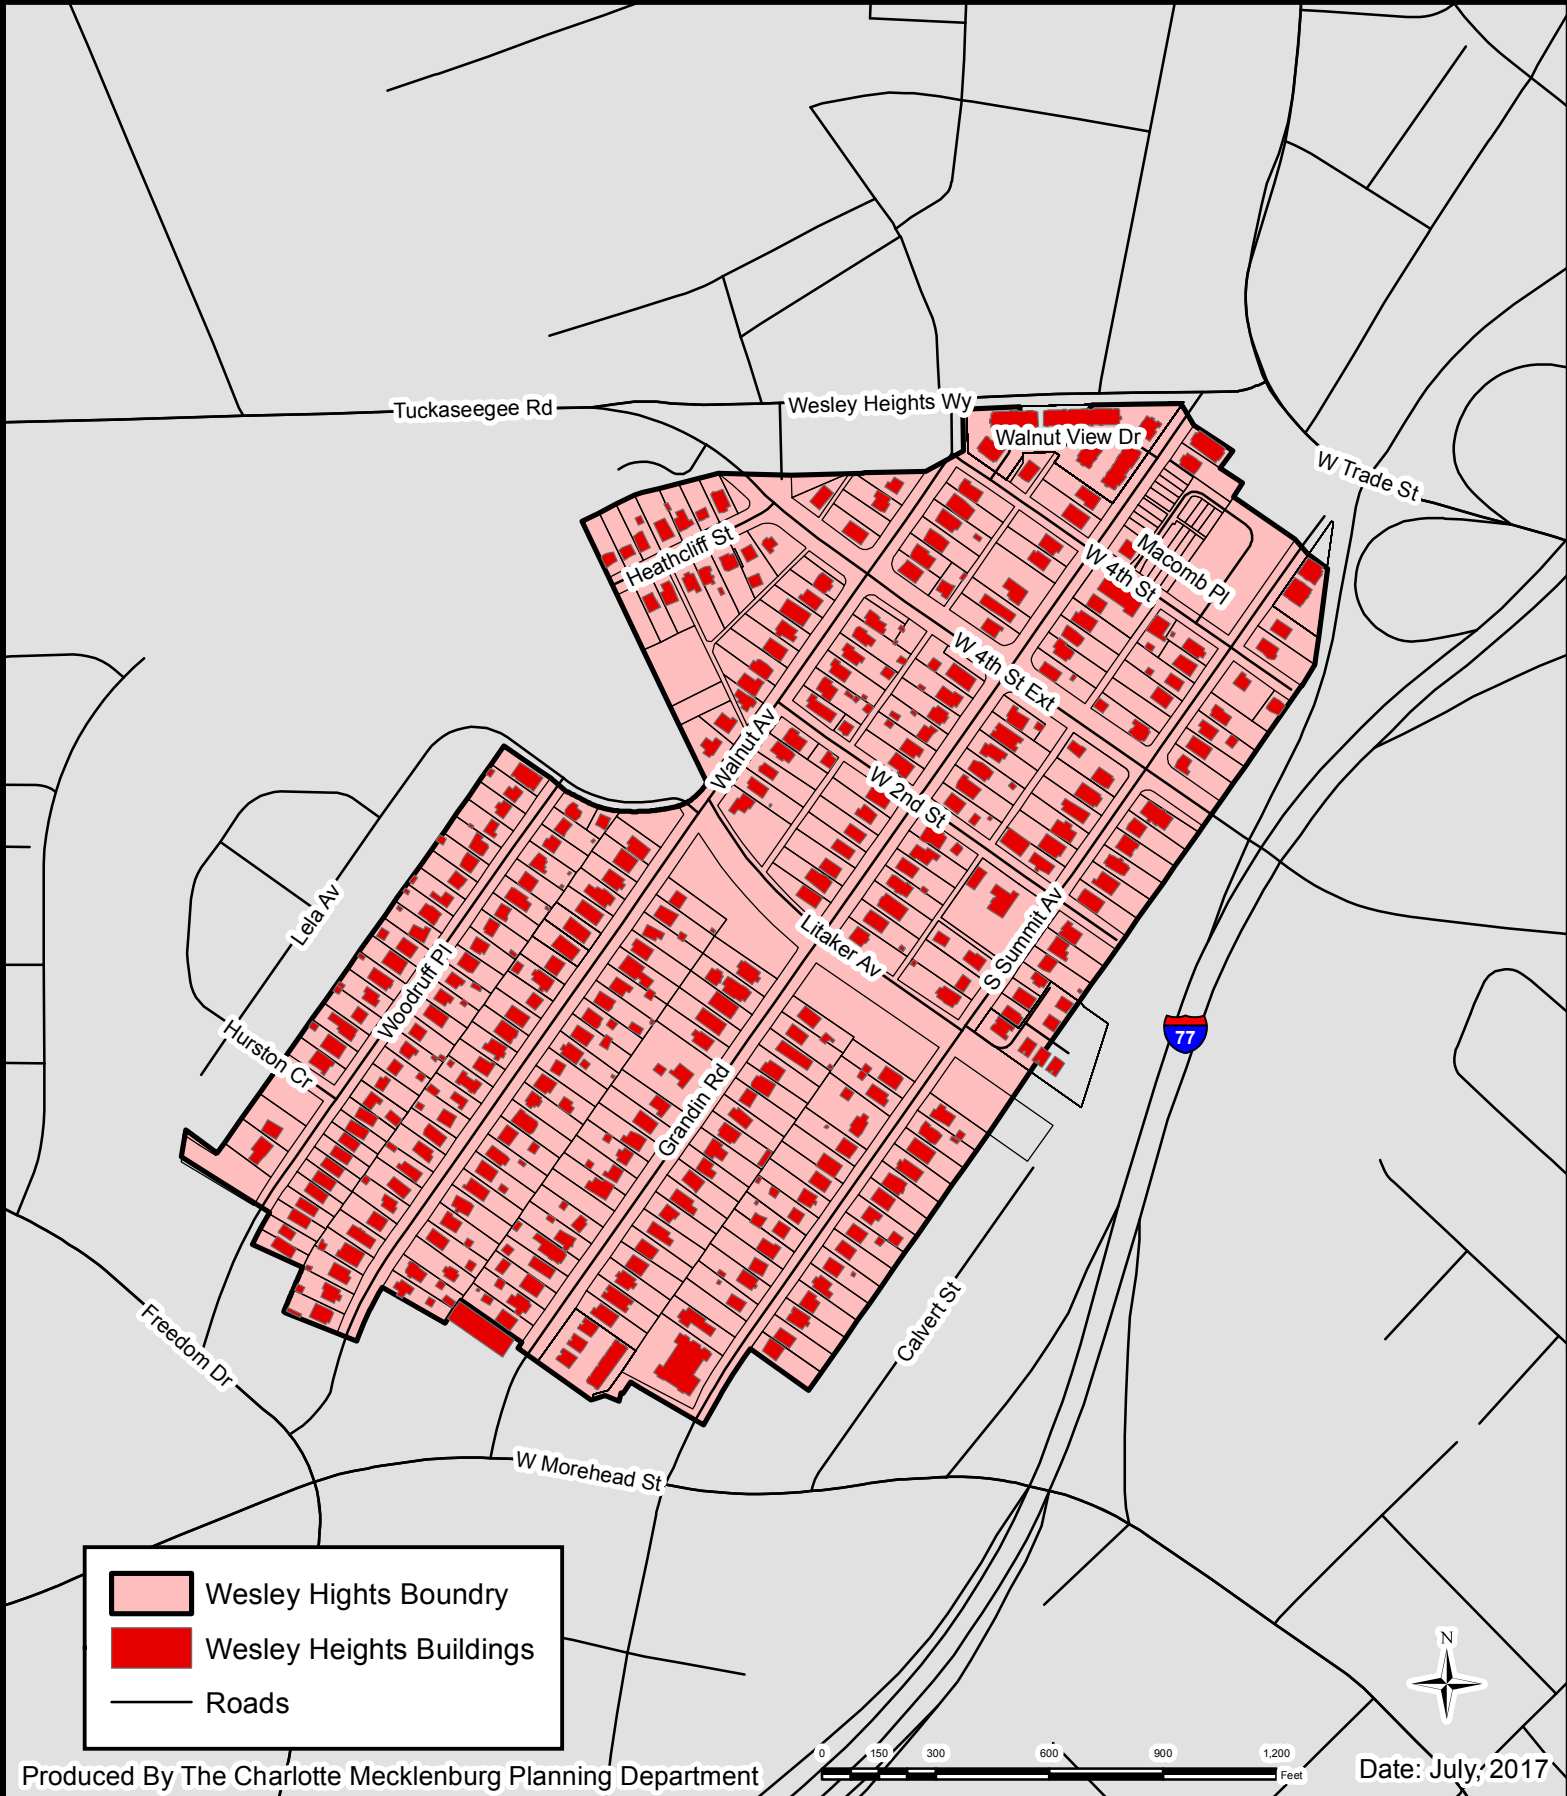 Tuckaseegee Rd
Wesley Heights Wy
Walnut View Dr
W Trade St
Heathcliff St
Macomb Pl
W 4th St
W 4th St Ext
Walnut Av
W 2nd St
Lela Av
Litaker Av
S Summit Av
Woodruff Pl
Hurston Cr
77
Grandin Rd
Calvert St
Freedom Dr
W Morehead St
Wesley Hights Boundry
Wesley Heights Buildings
Roads
N
0 150 300 600 900 1,200
Feet
Produced By The Charlotte Mecklenburg Planning Department
Date: July, 2017